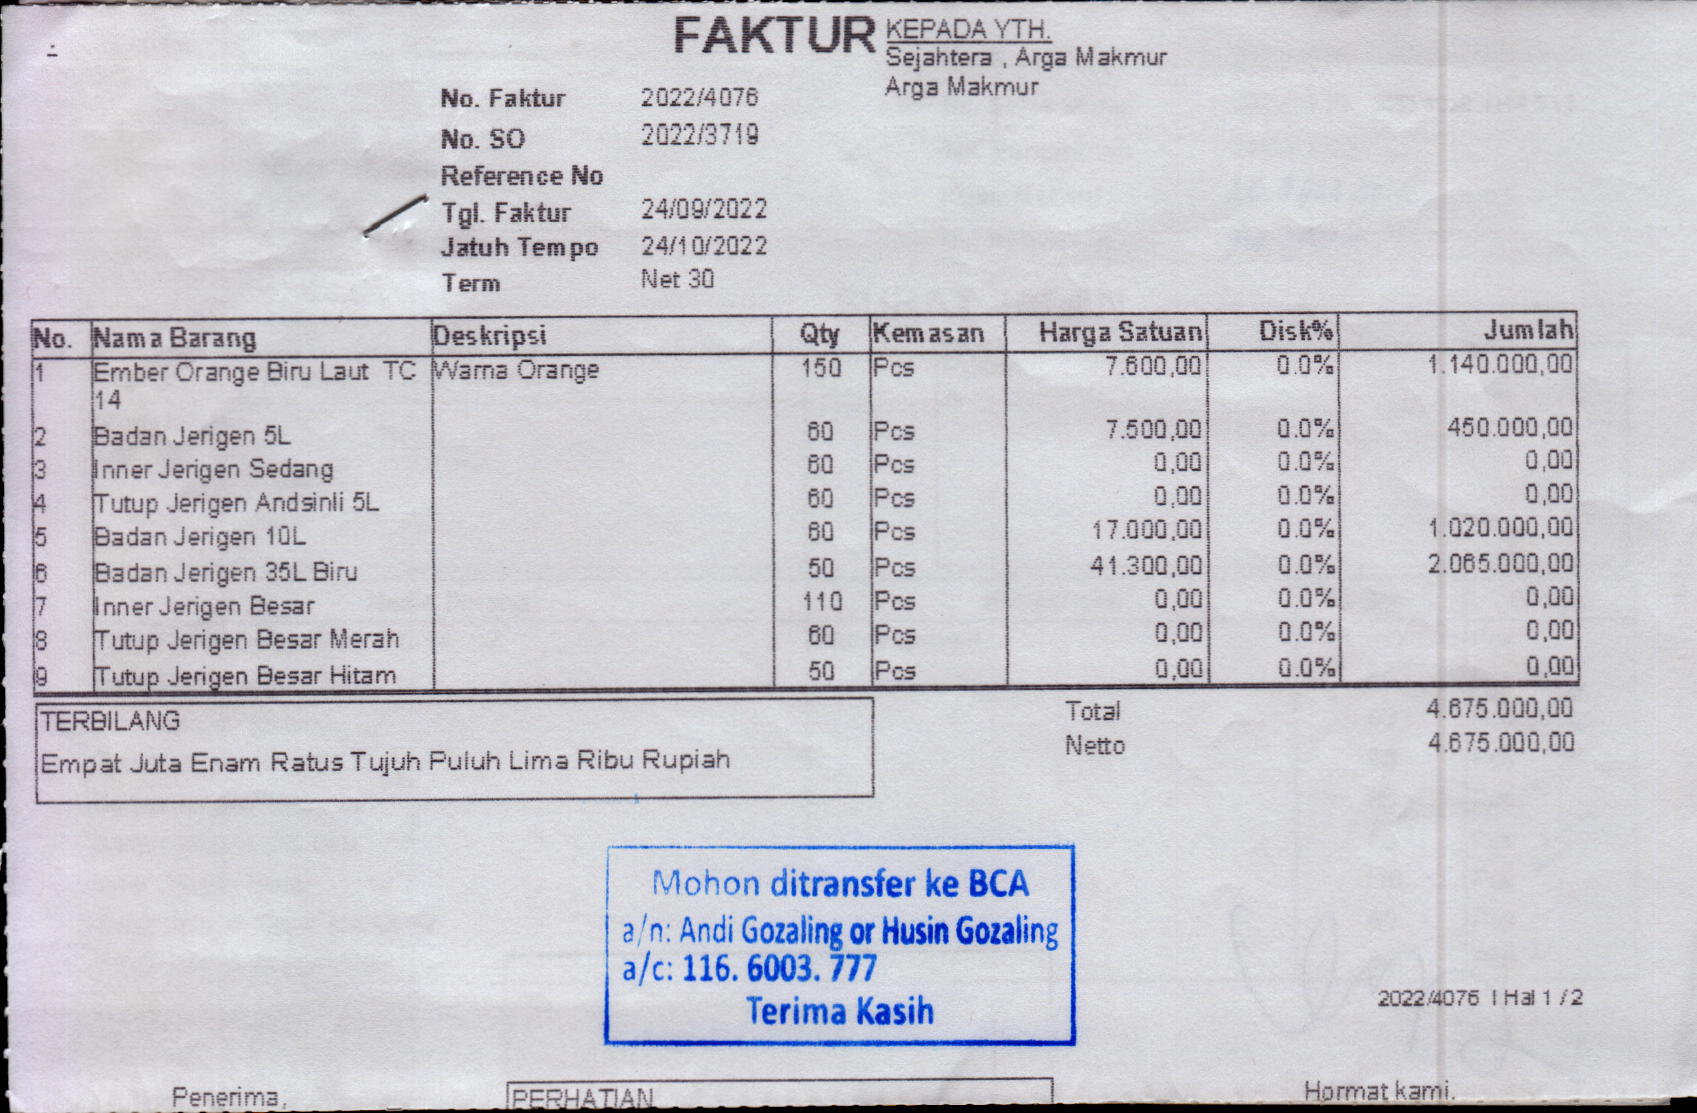 FAKTUR
KEPADA YTH.
Sejahtera , Arga Makmur
Arga Makmur
No. Faktur 2022/4076
No. SO 2022/3719
Reference No
Tgl. Faktur 24/09/2022
Jatuh Tempo 24/10/2022
Term Net 30
No. Nama Barang Deskripsi Qty Kemasan Harga Satuan Disk% Jumlah
1 Ember Orange Biru Laut TC Warna Orange 150 Pcs 7.600,00 0.0% 1.140.000,00
14
2 Badan Jerigen 5L 60 Pcs 7.500,00 0.0% 450.000,00
3 Inner Jerigen Sedang 60 Pcs 0,00 0.0% 0,00
4 Tutup Jerigen Andsinli 5L 60 Pcs 0,00 0.0% 0,00
5 Badan Jerigen 10L 60 Pcs 17.000,00 0.0% 1.020.000,00
6 Badan Jerigen 35L Biru 50 Pcs 41.300,00 0.0% 2.065.000,00
7 Inner Jerigen Besar 110 Pcs 0,00 0.0% 0,00
8 Tutup Jerigen Besar Merah 60 Pcs 0,00 0.0% 0,00
9 Tutup Jerigen Besar Hitam 50 Pcs 0,00 0.0% 0,00
TERBILANG
Empat Juta Enam Ratus Tujuh Puluh Lima Ribu Rupiah
Total 4.675.000,00
Netto 4.675.000,00
Mohon ditransfer ke BCA
a/n: Andi Gozaling or Husin Gozaling
a/c: 116. 6003. 777
Terima Kasih
2022/4076 | Hal 1 / 2
Penerima, PERHATIAN Hormat kami,